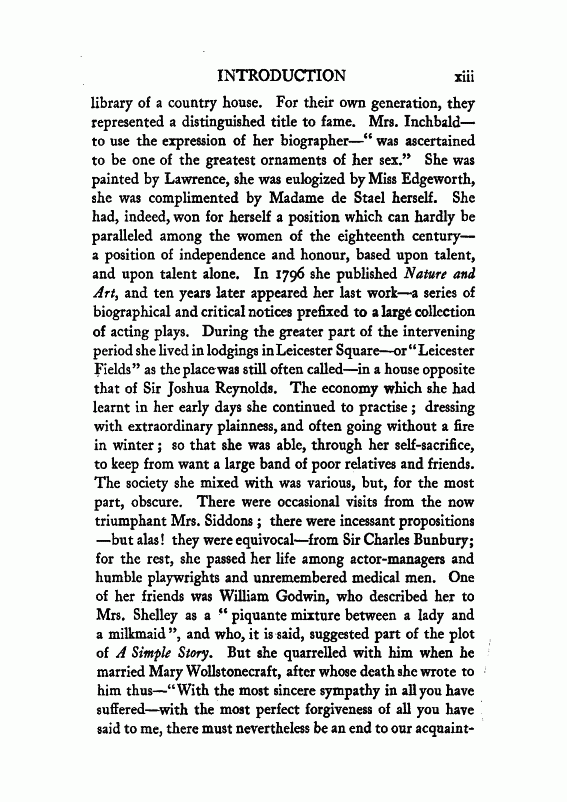 INTRODUCTION xiii
library of a country house. For their own generation, they
represented a distinguished title to fame. Mrs. Inchbald—
to use the expression of her biographer—“ was ascertained
to be one of the greatest ornaments of her sex.” She was
painted by Lawrence, she was eulogized by Miss Edgeworth,
she was complimented by Madame de Stael herself. She
had, indeed, won for herself a position which can hardly be
paralleled among the women of the eighteenth century—
a position of independence and honour, based upon talent,
and upon talent alone. In 1796 she published Nature and
Art, and ten years later appeared her last work—a series of
biographical and critical notices prefixed to a large collection
of acting plays. During the greater part of the intervening
period she lived in lodgings in Leicester Square—or “Leicester
Fields” as the place was still often called—in a house opposite
that of Sir Joshua Reynolds. The economy which she had
learnt in her early days she continued to practise ; dressing
with extraordinary plainness, and often going without a fire
in winter ; so that she was able, through her self-sacrifice,
to keep from want a large band of poor relatives and friends.
The society she mixed with was various, but, for the most
part, obscure. There were occasional visits from the now
triumphant Mrs. Siddons ; there were incessant propositions
—but alas! they were equivocal—from Sir Charles Bunbury;
for the rest, she passed her life among actor-managers and
humble playwrights and unremembered medical men. One
of her friends was William Godwin, who described her to
Mrs. Shelley as a “ piquante mixture between a lady and
a milkmaid ”, and who, it is said, suggested part of the plot
of A Simple Story. But she quarrelled with him when he
married Mary Wollstonecraft, after whose death she wrote to
him thus—“With the most sincere sympathy in all you have
suffered—with the most perfect forgiveness of all you have
said to me, there must nevertheless be an end to our acquaint-